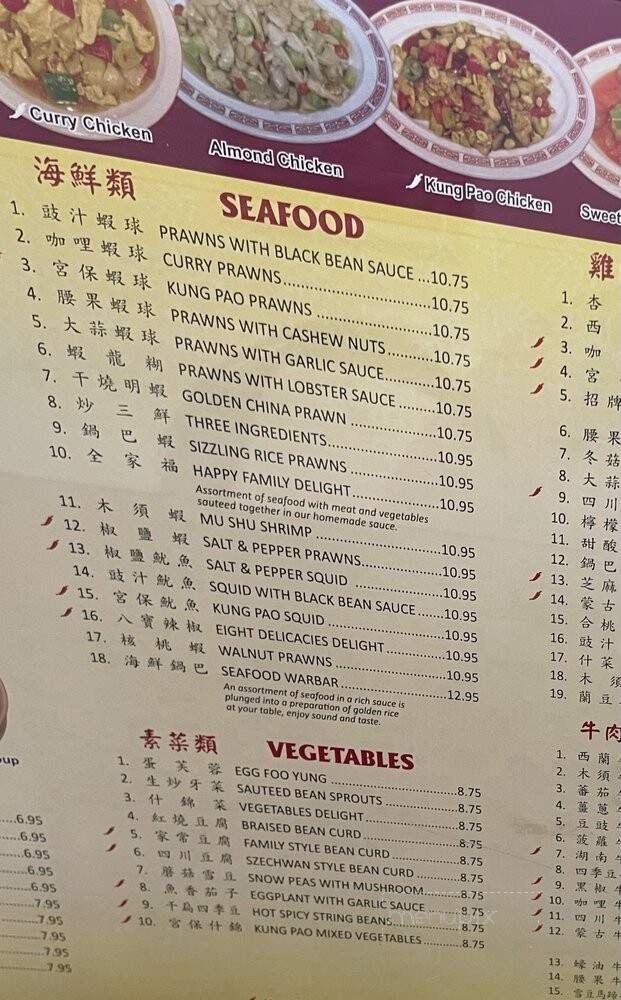 Curry Chicken
Almond Chicken
Kung Pao Chicken
Sweet
海鮮類 SEAFOOD
1. 豉汁蝦球 PRAWNS WITH BLACK BEAN SAUCE ...10.75
2. 咖哩蝦球 CURRY PRAWNS..........10.75
3. 宮保蝦球 KUNG PAO PRAWNS ..........10.75
4. 腰果蝦球 PRAWNS WITH CASHEW NUTS..........10.75
5. 大蒜蝦球 PRAWNS WITH GARLIC SAUCE..........10.75
6. 蝦龍糊 PRAWNS WITH LOBSTER SAUCE ..........10.75
7. 干燒明蝦 GOLDEN CHINA PRAWN ..........10.75
8. 炒三鮮 THREE INGREDIENTS..........10.95
9. 鍋巴蝦 SIZZLING RICE PRAWNS ..........10.95
10. 全家福 HAPPY FAMILY DELIGHT..........10.95
Assortment of seafood with meat and vegetables
sauteed together in our homemade sauce.
11. 木須蝦 MU SHU SHRIMP ..........10.95
12. 椒鹽蝦 SALT & PEPPER PRAWNS..........10.95
13. 椒鹽魷魚 SALT & PEPPER SQUID ..........10.95
14. 豉汁魷魚 SQUID WITH BLACK BEAN SAUCE .......10.95
15. 宮保魷魚 KUNG PAO SQUID ..........10.95
16. 八寶辣椒 EIGHT DELICACIES DELIGHT..........10.95
17. 核桃蝦 WALNUT PRAWNS ..........10.95
18. 海鮮鍋巴 SEAFOOD WARBAR ..........12.95
An assortment of seafood in a rich sauce is
plunged into a preparation of golden rice
at your table, enjoy sound and taste.
素菜類 VEGETABLES
1. 蛋芙蓉 EGG FOO YUNG ..........8.75
2. 生炒牙菜 SAUTEED BEAN SPROUTS ..........8.75
3. 什錦菜 VEGETABLES DELIGHT..........8.75
4. 紅燒豆腐 BRAISED BEAN CURD ..........8.75
5. 家常豆腐 FAMILY STYLE BEAN CURD ..........8.75
6. 四川豆腐 SZECHWAN STYLE BEAN CURD ..........8.75
7. 蘑菇雪豆 SNOW PEAS WITH MUSHROOM..........8.75
8. 魚香茄子 EGGPLANT WITH GARLIC SAUCE ..........8.75
9. 干扁四季豆 HOT SPICY STRING BEANS..........8.75
10. 宮保什錦 KUNG PAO MIXED VEGETABLES ..........8.75
oup
.....6.95
.....6.95
.....6.95
.....6.95
.....6.95
.....7.95
.....7.95
.....7.95
.....7.95
.....7.95
雞
1. 杏
2. 西
3. 咖
4. 宮
5. 招牌
6. 腰果
7. 冬菇
8. 大蒜
9. 四川
10. 檸檬
11. 甜酸
12. 鍋巴
13. 芝麻
14. 蒙古
15. 合桃
16. 豉汁
17. 什菜
18. 木須
19. 蘭豆
牛肉
1. 西蘭
2. 木須
3. 蕃茄
4. 薑蔥
5. 豆豉
6. 菠蘿
7. 湖南
8. 四季豆
9. 黑椒
10. 咖哩
11. 四川牛
12. 蒙古牛
13. 蠔油牛
14. 腰果牛
15. 雪豆馬蹄
menupix